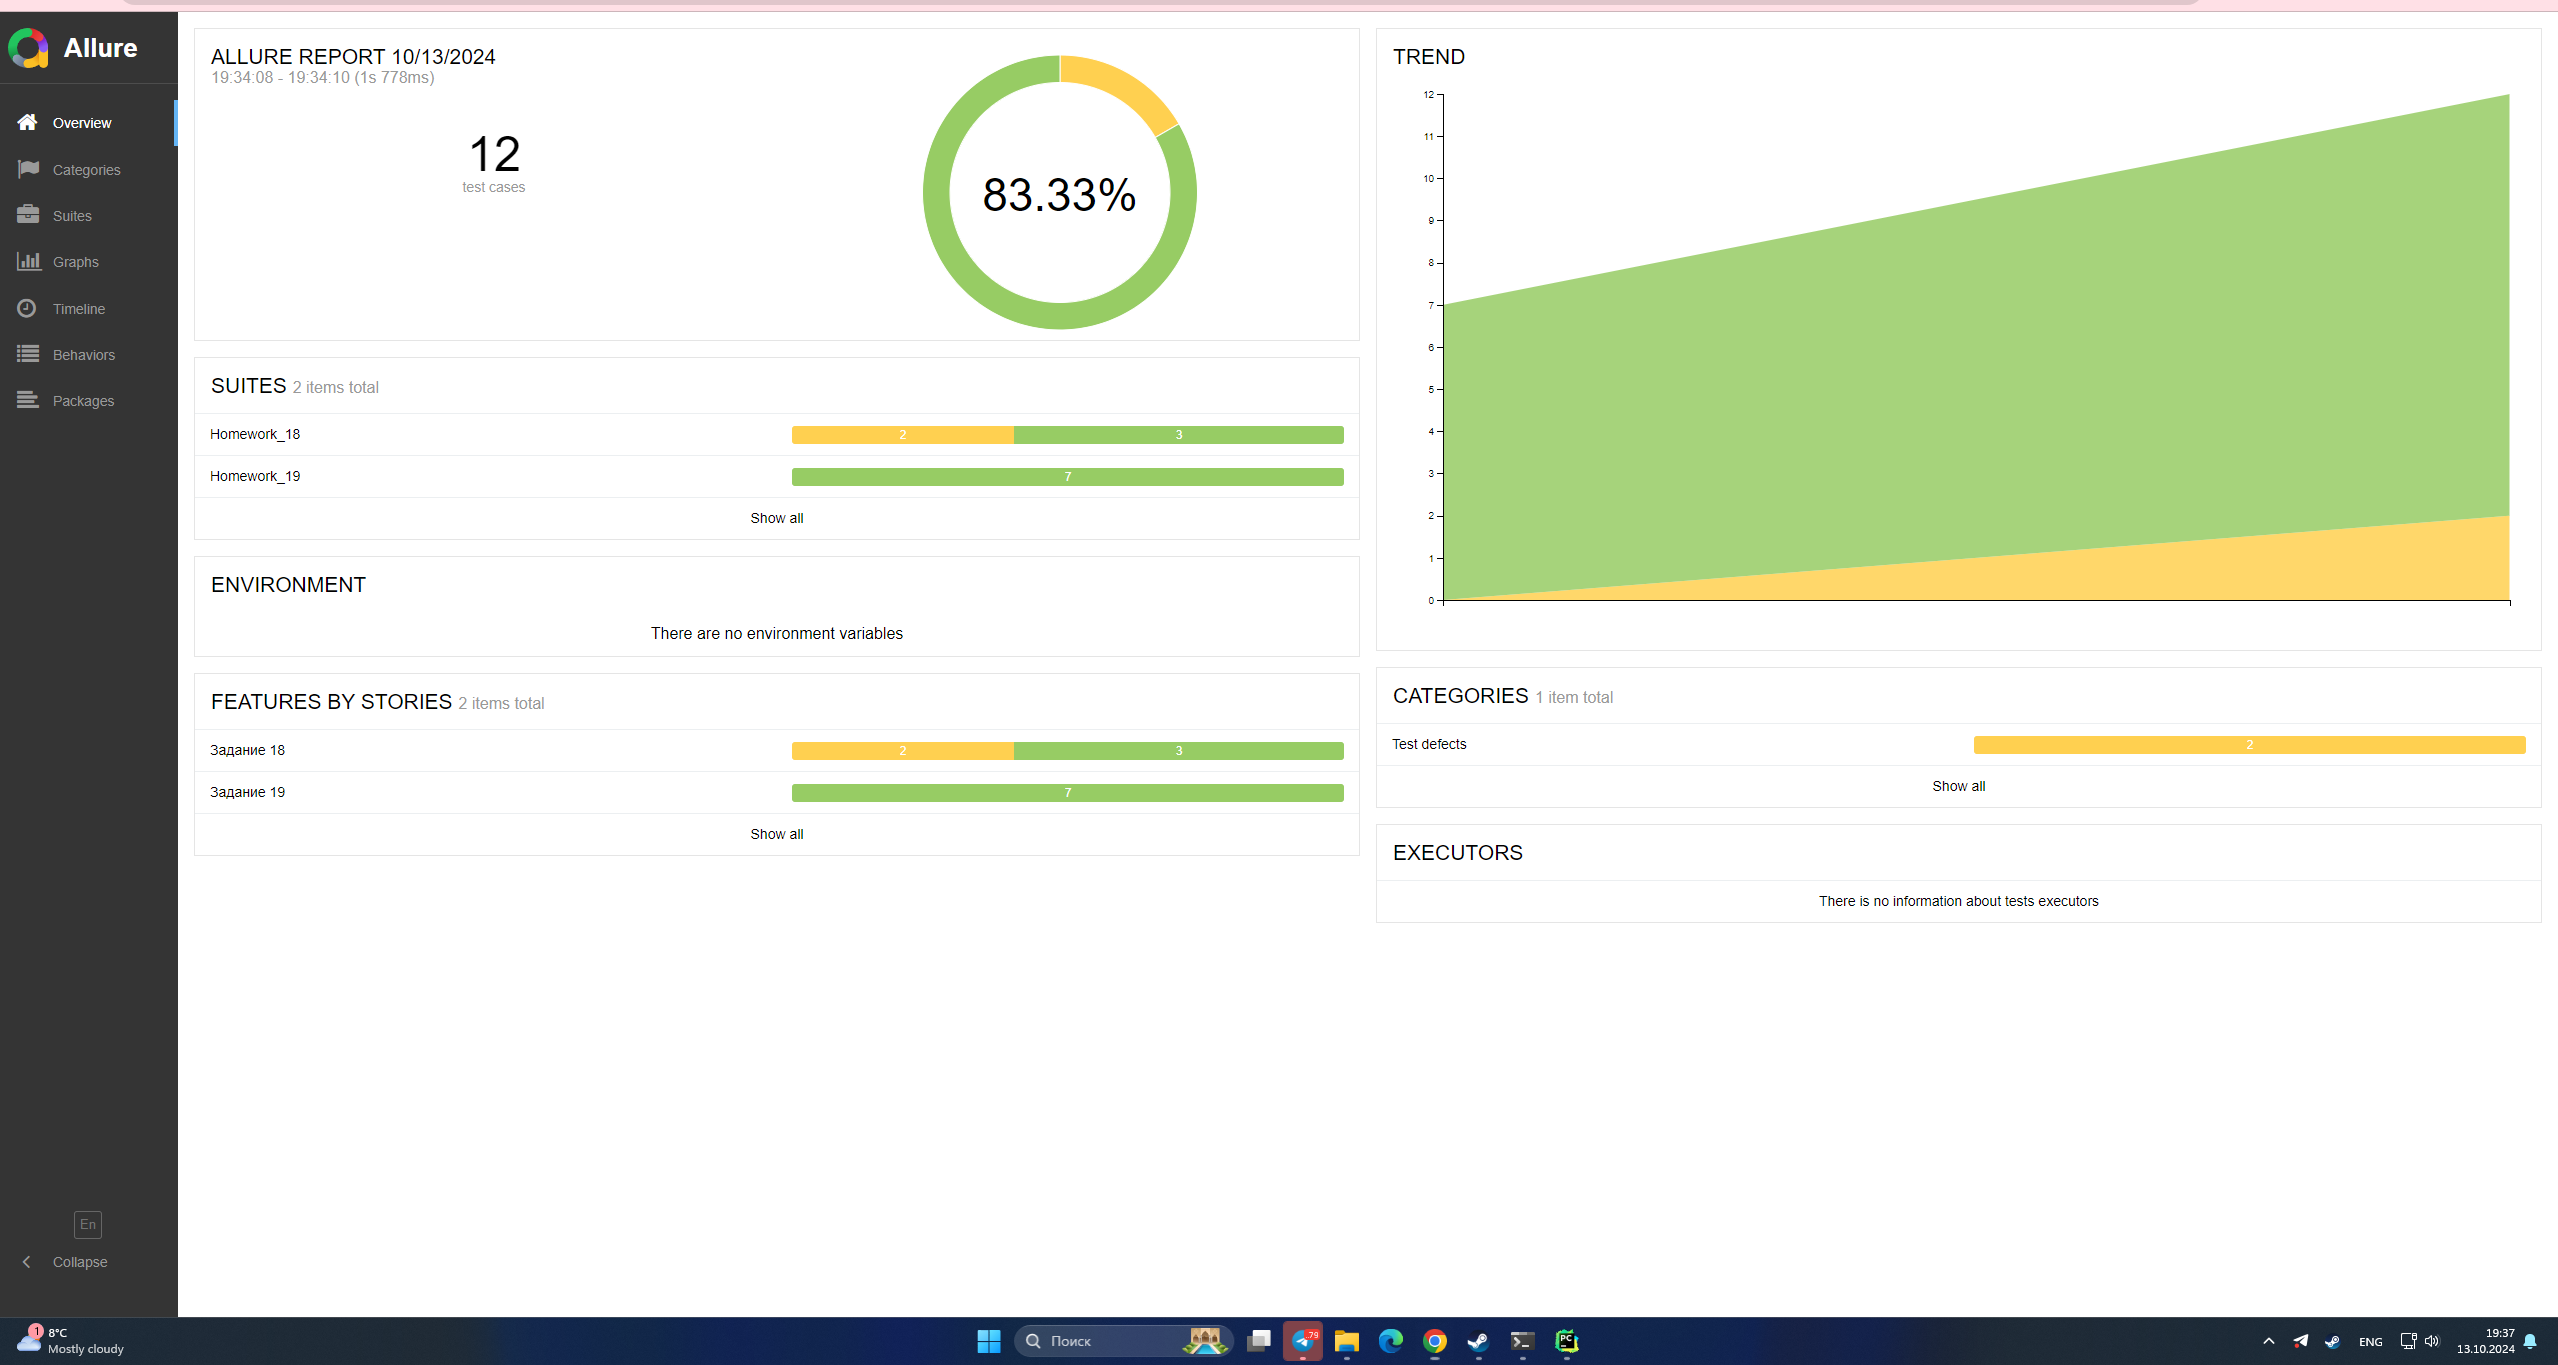 Allure
Overview
Categories
Suites
Graphs
Timeline
Behaviors
Packages
En
Collapse
ALLURE REPORT 10/13/2024
19:34:08 - 19:34:10 (1s 778ms)
12
test cases
83.33%
SUITES 2 items total
Homework_18 2 3
Homework_19 7
Show all
ENVIRONMENT
There are no environment variables
FEATURES BY STORIES 2 items total
Задание 18 2 3
Задание 19 7
Show all
TREND
12
11
10
9
8
7
6
5
4
3
2
1
0
CATEGORIES 1 item total
Test defects 2
Show all
EXECUTORS
There is no information about tests executors
1
8°C
Mostly cloudy
Поиск
79
PC
ENG
19:37
13.10.2024